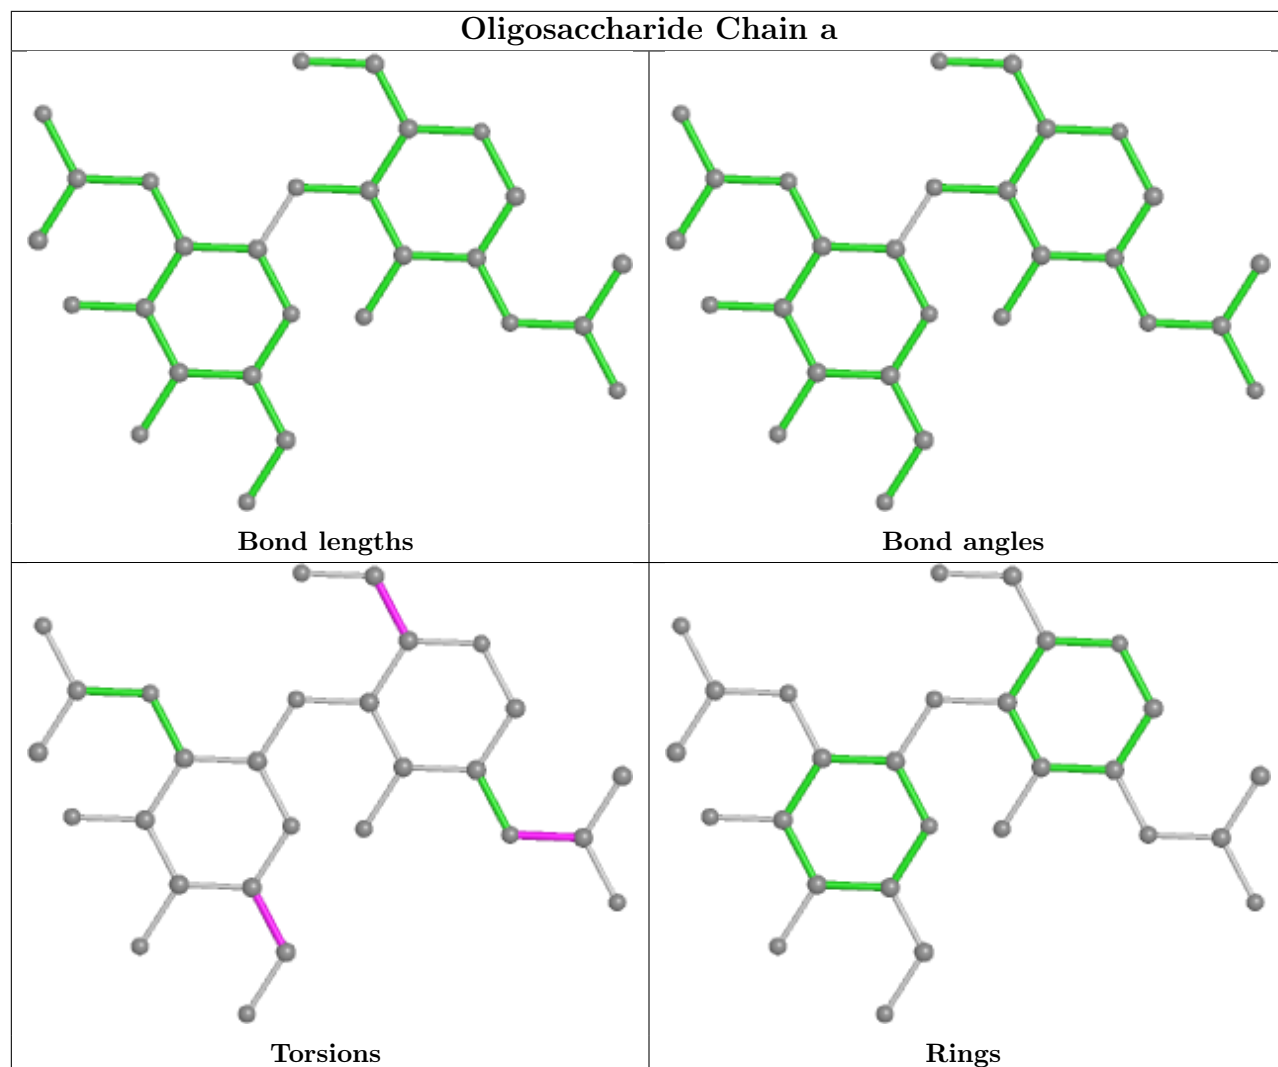 Oligosaccharide Chain a
Bond lengths
Bond angles
Torsions
Rings